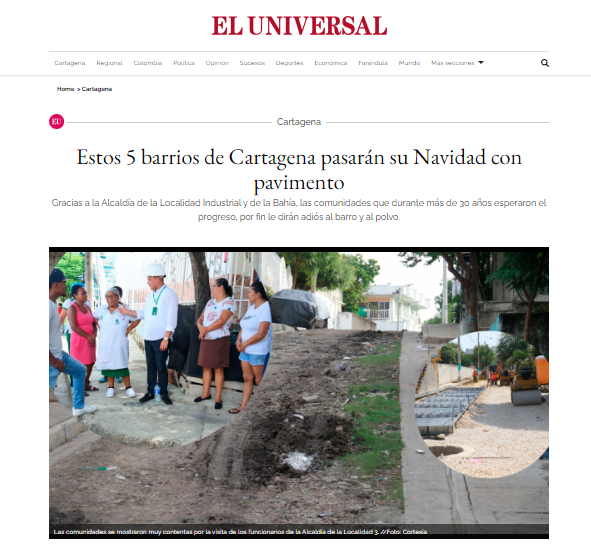 EL UNIVERSAL
Cartagena Regional Colombia Política Opinión Sucesos Deportes Económica Farándula Mundo Más secciones
Home > Cartagena
EU
Cartagena
Estos 5 barrios de Cartagena pasarán su Navidad con
pavimento
Gracias a la Alcaldía de la Localidad Industrial y de la Bahía, las comunidades que durante más de 30 años esperaron el
progreso, por fin le dirán adiós al barro y al polvo.
Las comunidades se mostraron muy contentas por la visita de los funcionarios de la Alcaldía de la Localidad 3. //Foto: Cortesía